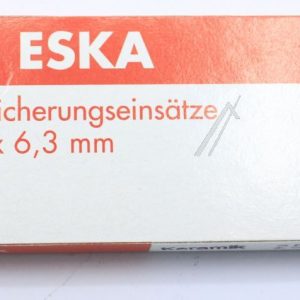 ESKA
icherungseinsätze
x 6,3 mm
Keramik